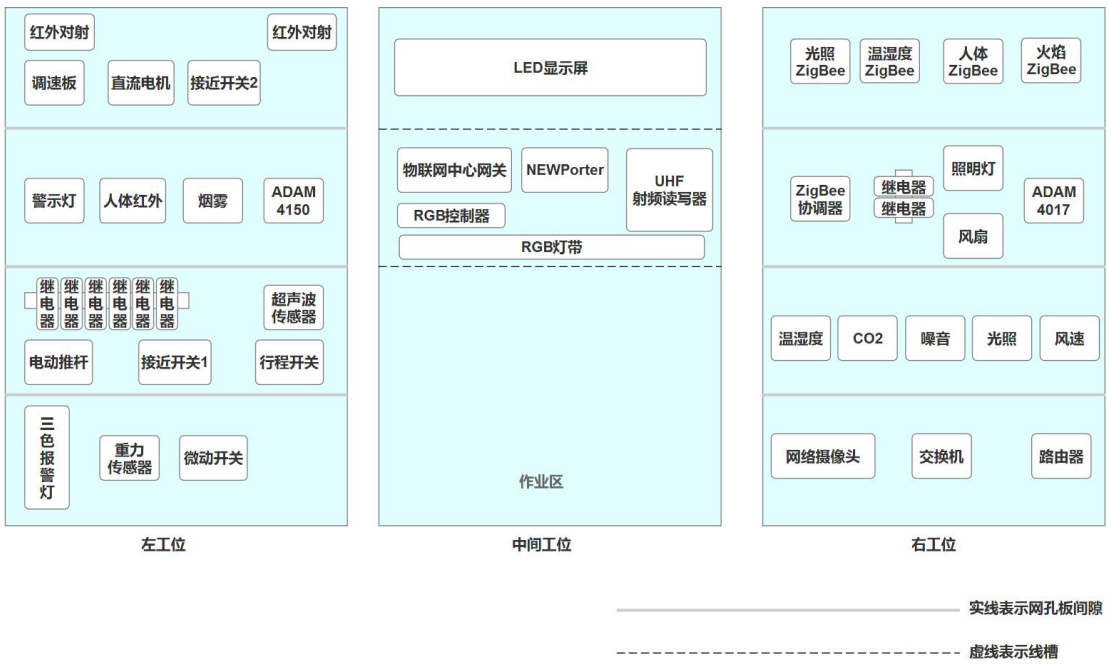 红外对射
红外对射
调速板
直流电机
接近开关2
警示灯
人体红外
烟雾
ADAM
4150
继电器
继电器
继电器
继电器
继电器
继电器
超声波
传感器
电动推杆
接近开关1
行程开关
三色报警灯
重力
传感器
微动开关
左工位
LED显示屏
物联网中心网关
NEWPorter
UHF
射频读写器
RGB控制器
RGB灯带
作业区
中间工位
光照
ZigBee
温湿度
ZigBee
人体
ZigBee
火焰
ZigBee
ZigBee
协调器
继电器
继电器
照明灯
风扇
ADAM
4017
温湿度
CO2
噪音
光照
风速
网络摄像头
交换机
路由器
右工位
实线表示网孔板间隙
虚线表示线槽